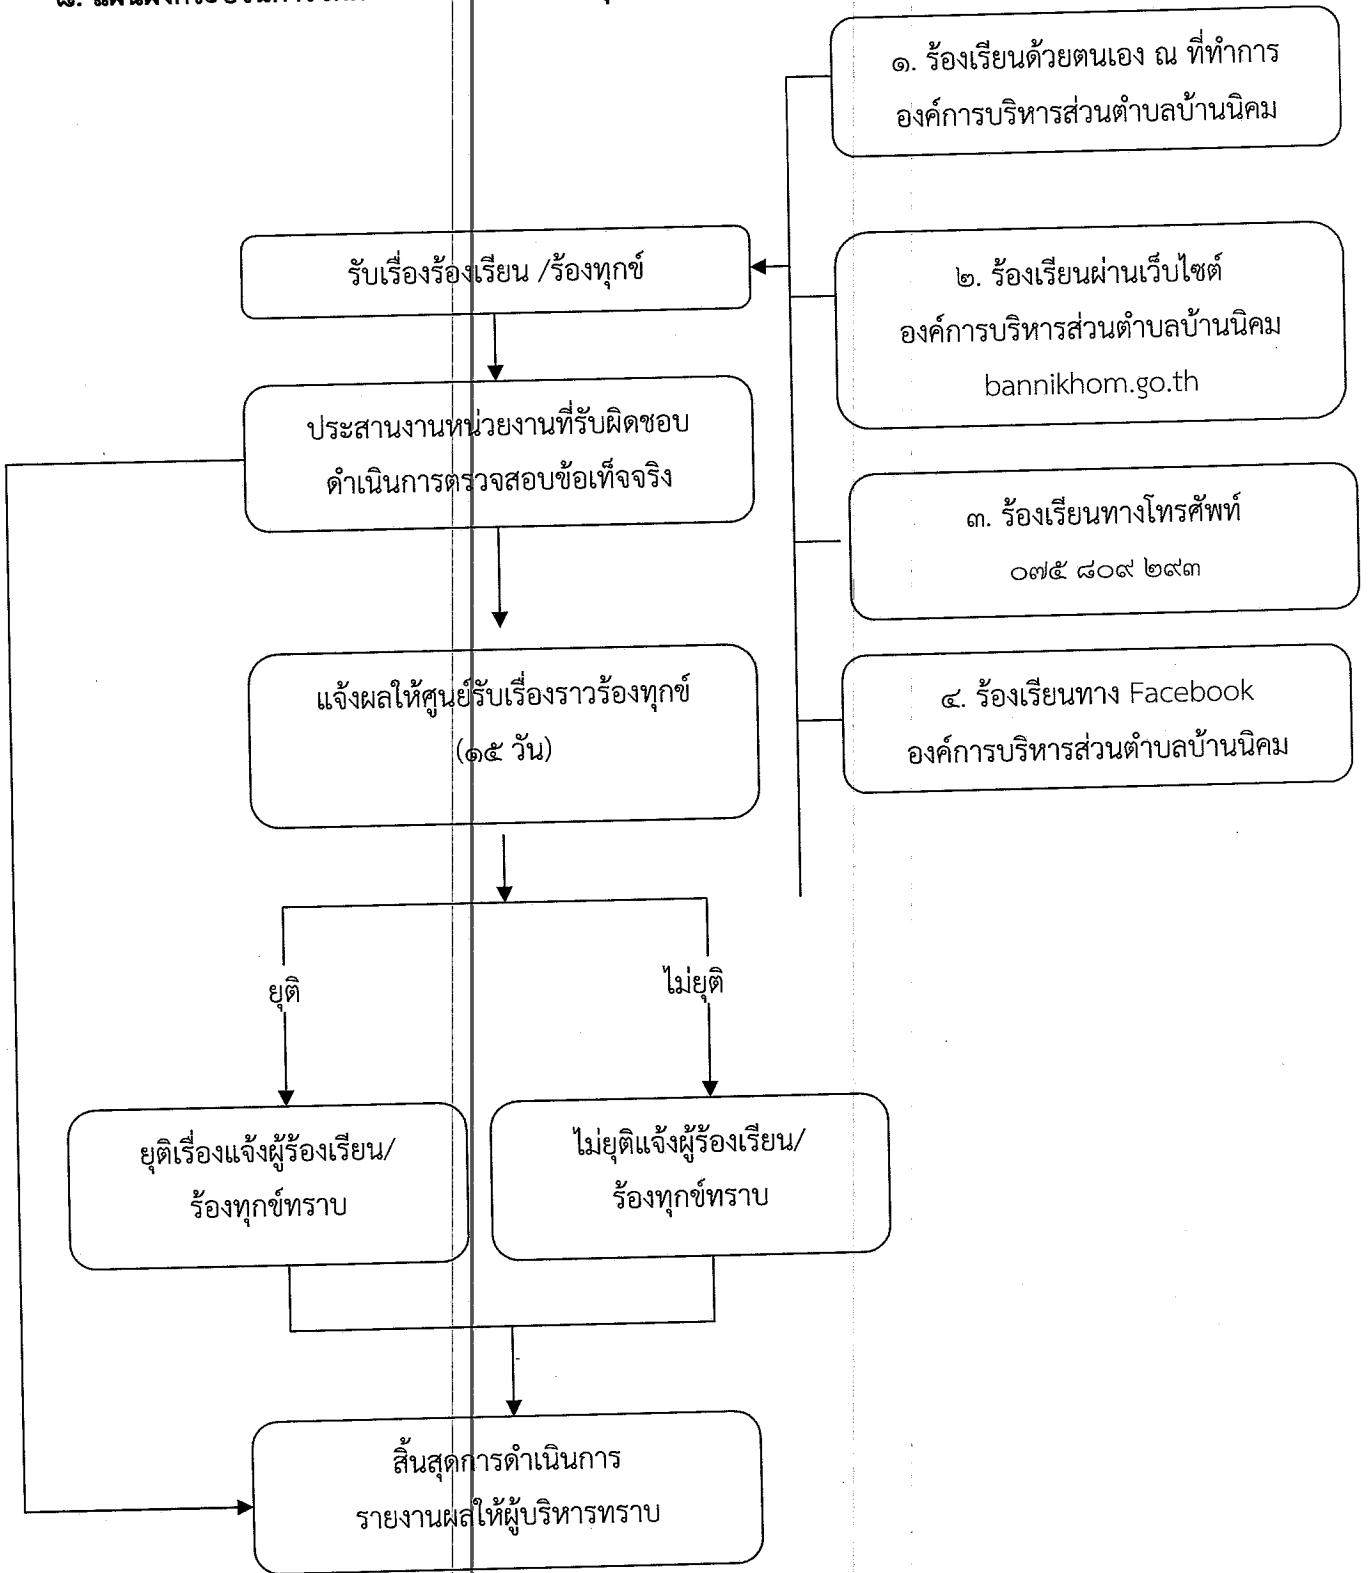 ๑. ร้องเรียนด้วยตนเอง ณ ที่ทำการ
องค์การบริหารส่วนตำบลบ้านนิคม
รับเรื่องร้องเรียน /ร้องทุกข์
๒. ร้องเรียนผ่านเว็บไซต์
องค์การบริหารส่วนตำบลบ้านนิคม
bannikhom.go.th
ประสานงานหน่วยงานที่รับผิดชอบ
ดำเนินการตรวจสอบข้อเท็จจริง
๓. ร้องเรียนทางโทรศัพท์
๐๗๕ ๘๐๙ ๒๙๓
แจ้งผลให้ศูนย์รับเรื่องราวร้องทุกข์
(๑๕ วัน)
๔. ร้องเรียนทาง Facebook
องค์การบริหารส่วนตำบลบ้านนิคม
ยุติ
ไม่ยุติ
ยุติเรื่องแจ้งผู้ร้องเรียน/
ร้องทุกข์ทราบ
ไม่ยุติแจ้งผู้ร้องเรียน/
ร้องทุกข์ทราบ
สิ้นสุดการดำเนินการ
รายงานผลให้ผู้บริหารทราบ